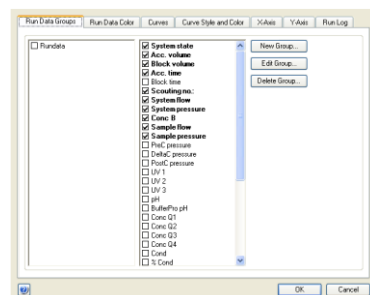 Run Data Groups Run Data Color Curves Curve Style and Color X-Axis Y-Axis Run Log
Rundata
System state
Acc. volume
Block volume
Acc. time
Block time
Scouting no.:
System flow
System pressure
Conc B
Sample flow
Sample pressure
PreC pressure
DeltaC pressure
PostC pressure
UV 1
UV 2
UV 3
pH
BufferPro pH
Conc Q1
Conc Q2
Conc Q3
Conc Q4
Cond
% Cond
New Group...
Edit Group...
Delete Group...
OK Cancel